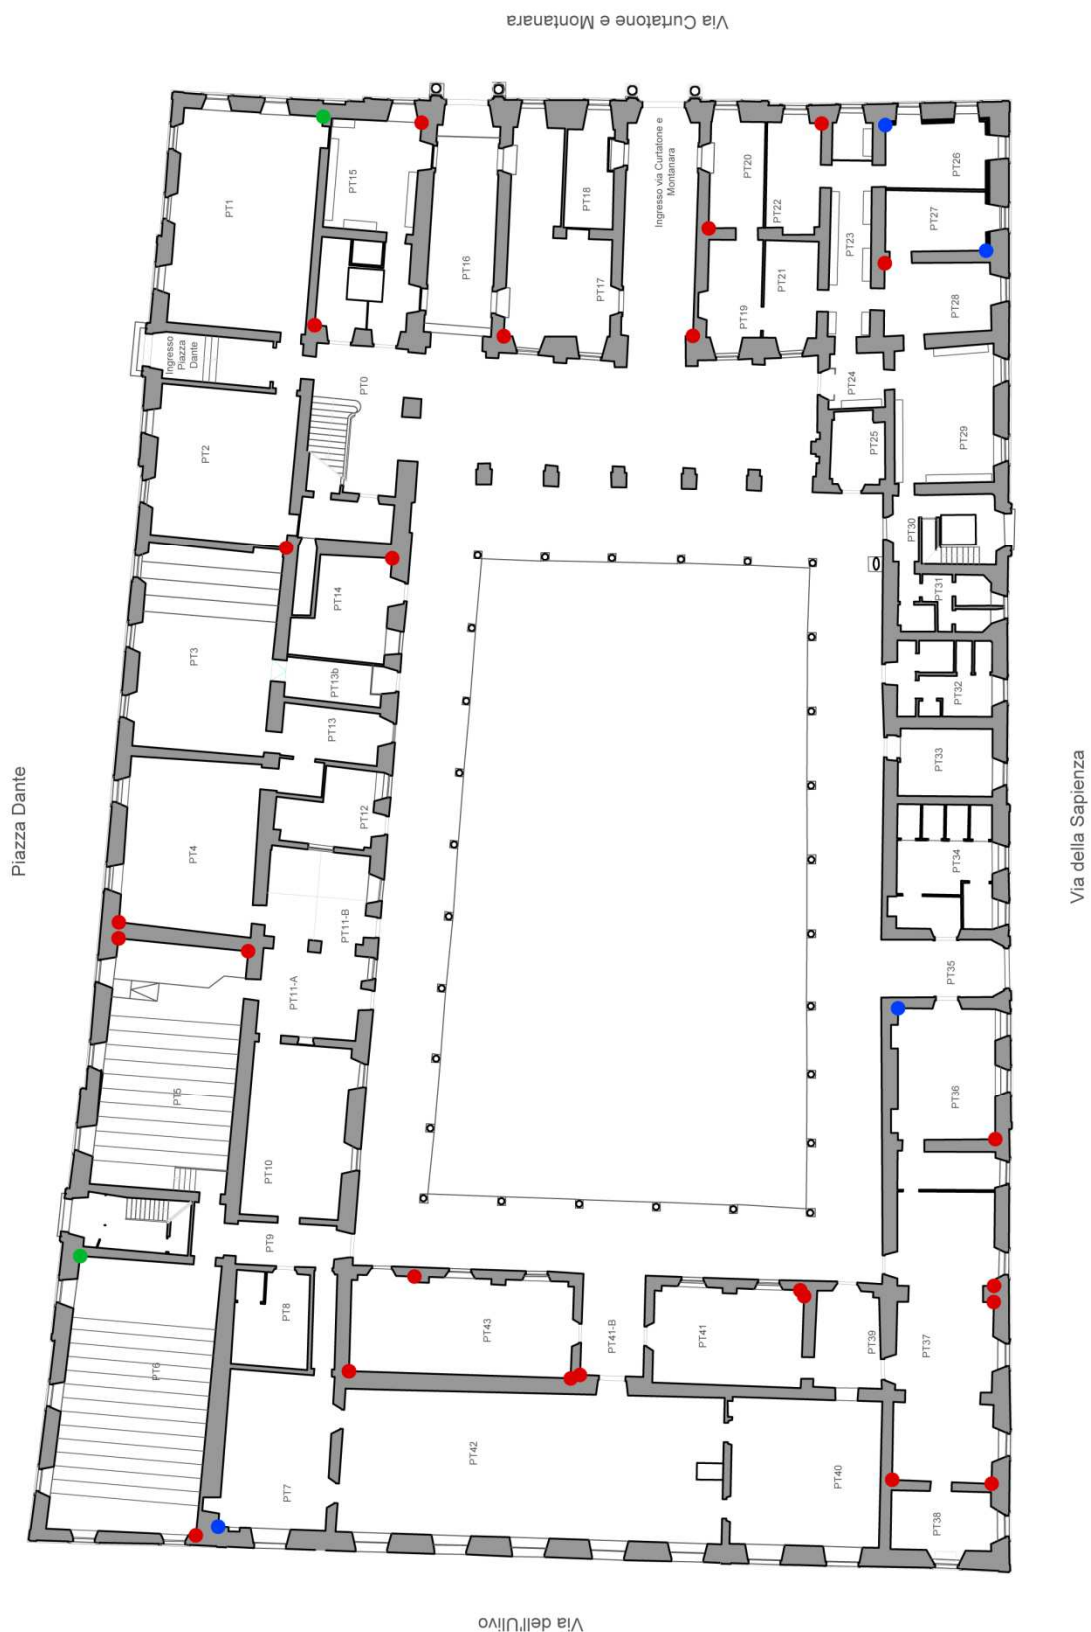 Via Curtatone e Montanara
PT1
PT15
PT16
PT18
PT17
Ingresso via Curtatone e
Montanara
PT20
PT22
PT19
PT21
PT23
PT26
PT27
PT28
Ingresso
Piazza
Dante
PT0
PT2
PT24
PT25
PT29
PT30
PT31
PT14
PT3
PT13b
PT13
PT32
PT33
Piazza Dante
Via della Sapienza
PT12
PT4
PT34
PT11-B
PT11-A
PT35
PT5
PT36
PT10
PT9
PT8
PT43
PT41-B
PT41
PT39
PT37
PT6
PT7
PT42
PT40
PT38
Via dell'Ulivo